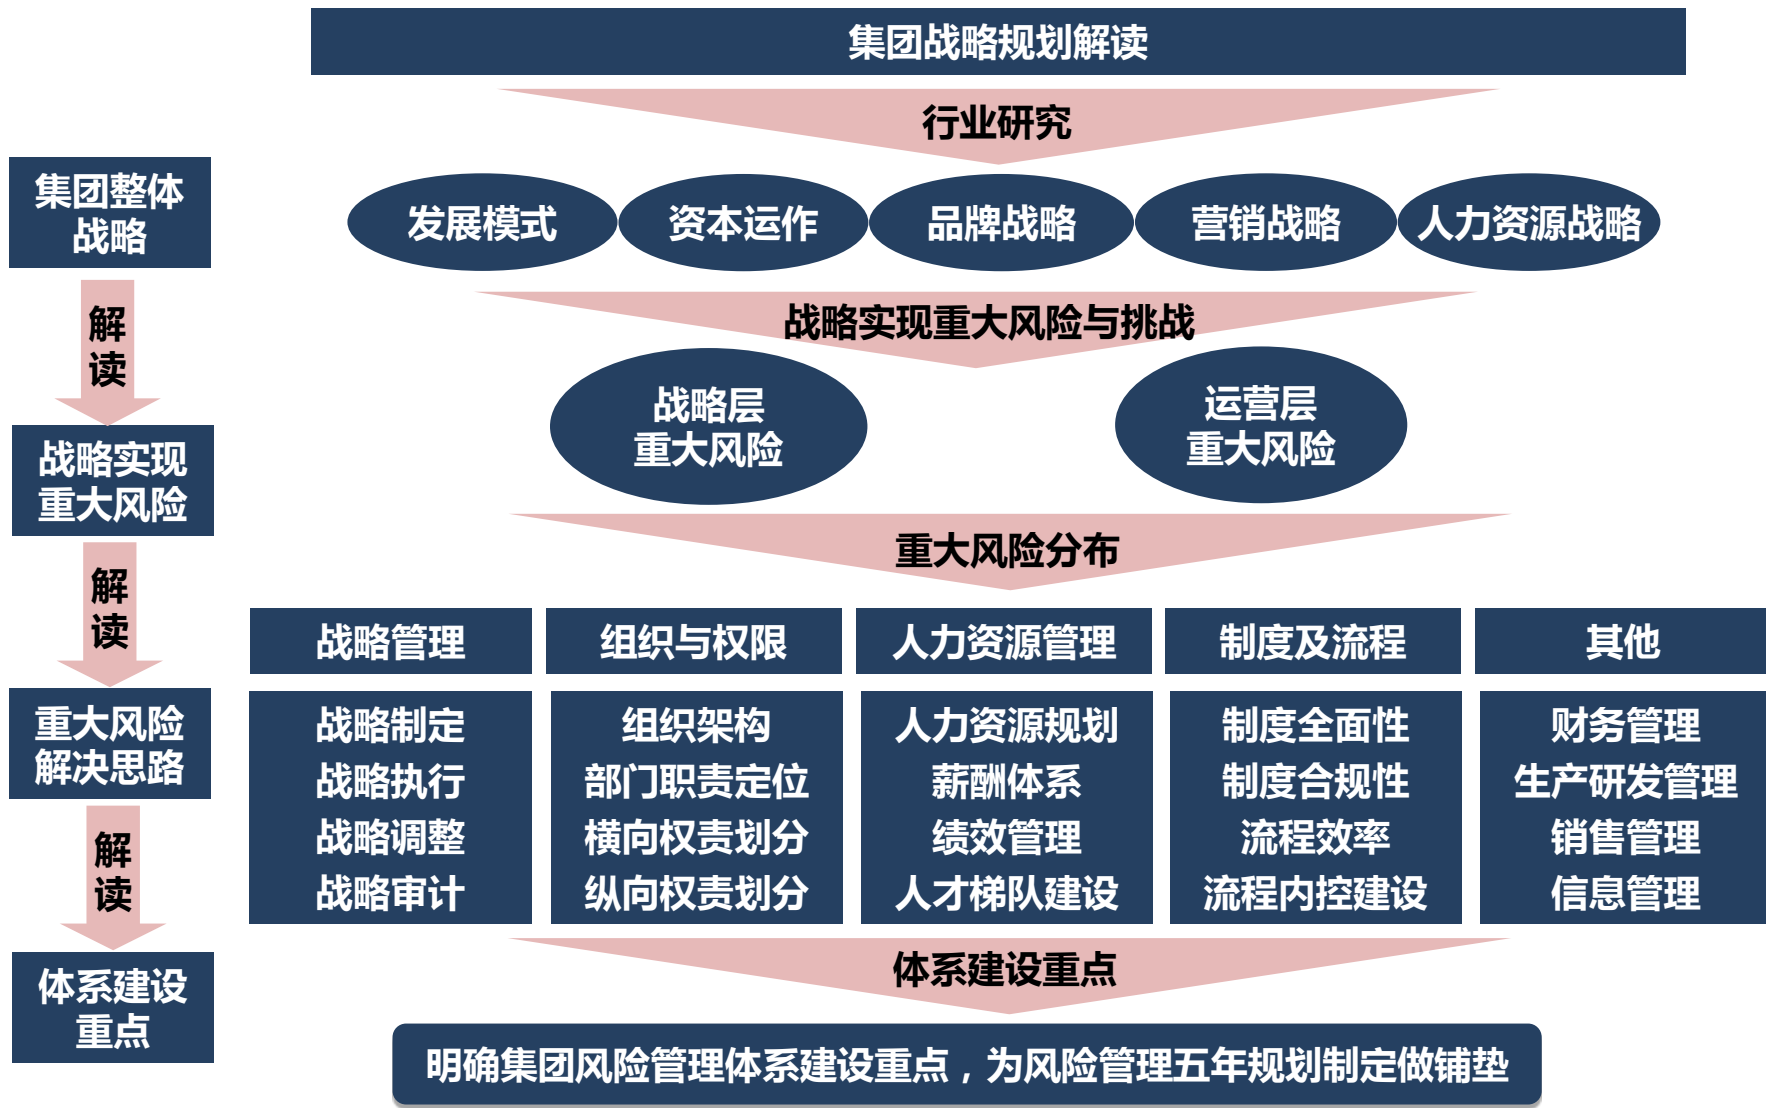 集团战略规划解读
行业研究
集团整体
战略
发展模式
资本运作
品牌战略
营销战略
人力资源战略
解
读
战略实现重大风险与挑战
战略层
重大风险
运营层
重大风险
战略实现
重大风险
重大风险分布
解
读
战略管理
组织与权限
人力资源管理
制度及流程
其他
重大风险
解决思路
战略制定
战略执行
战略调整
战略审计
组织架构
部门职责定位
横向权责划分
纵向权责划分
人力资源规划
薪酬体系
绩效管理
人才梯队建设
制度全面性
制度合规性
流程效率
流程内控建设
财务管理
生产研发管理
销售管理
信息管理
解
读
体系建设重点
体系建设
重点
明确集团风险管理体系建设重点，为风险管理五年规划制定做铺垫